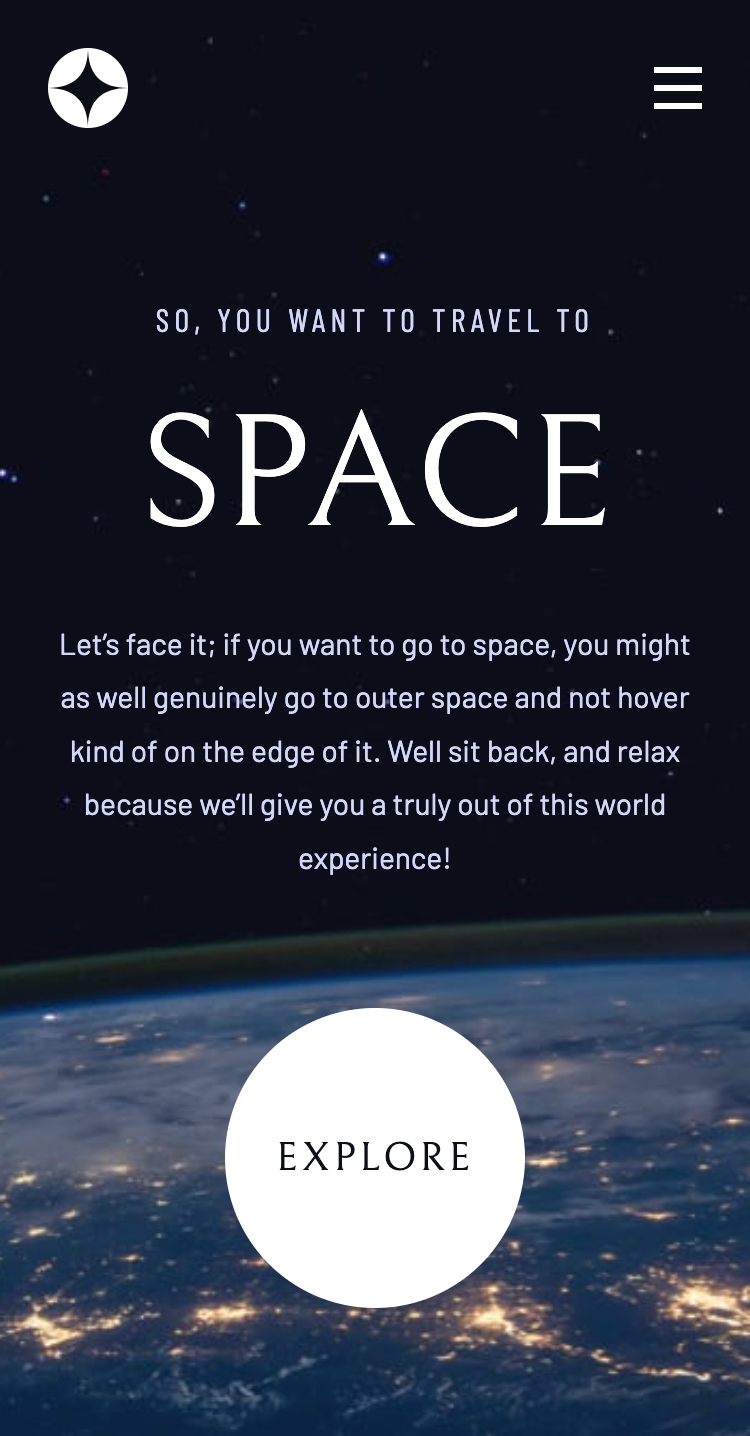 SO, YOU WANT TO TRAVEL TO
SPACE
Let’s face it; if you want to go to space, you might
as well genuinely go to outer space and not hover
kind of on the edge of it. Well sit back, and relax
because we’ll give you a truly out of this world
experience!
EXPLORE